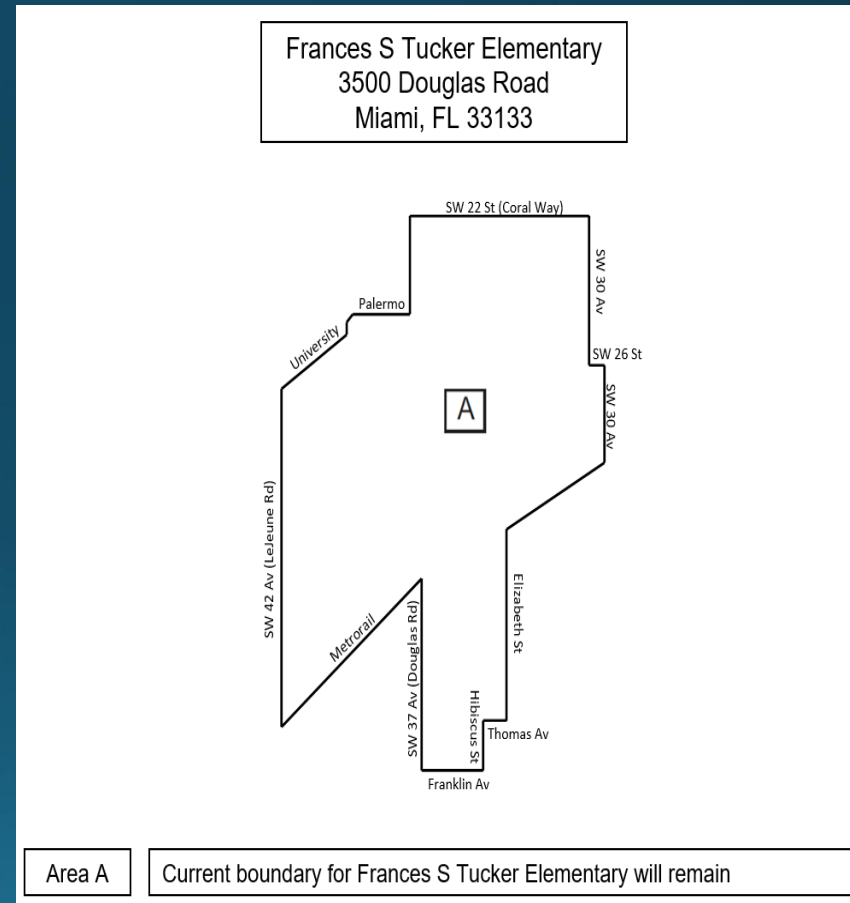 Frances S Tucker Elementary
3500 Douglas Road
Miami, FL 33133
SW 22 St (Coral Way)
SW 30 Av
Palermo
University
SW 26 St
A
SW 30 Av
SW 42 Av (LeJeune Rd)
Metrorail
SW 37 Av (Douglas Rd)
Elizabeth St
Hibiscus St
Thomas Av
Franklin Av
Area A
Current boundary for Frances S Tucker Elementary will remain